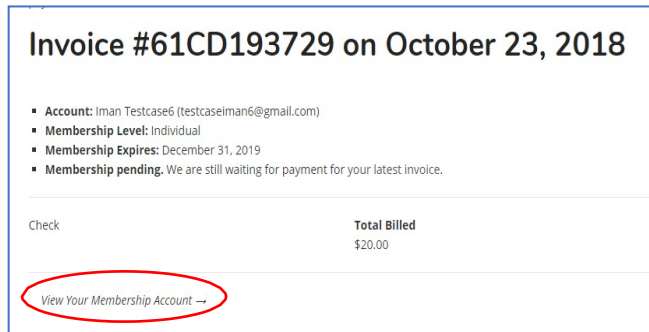 Invoice #61CD193729 on October 23, 2018
▪ Account: Iman Testcase6 (testcaseiman6@gmail.com)
▪ Membership Level: Individual
▪ Membership Expires: December 31, 2019
▪ Membership pending. We are still waiting for payment for your latest invoice.
Check
Total Billed
$20.00
View Your Membership Account →